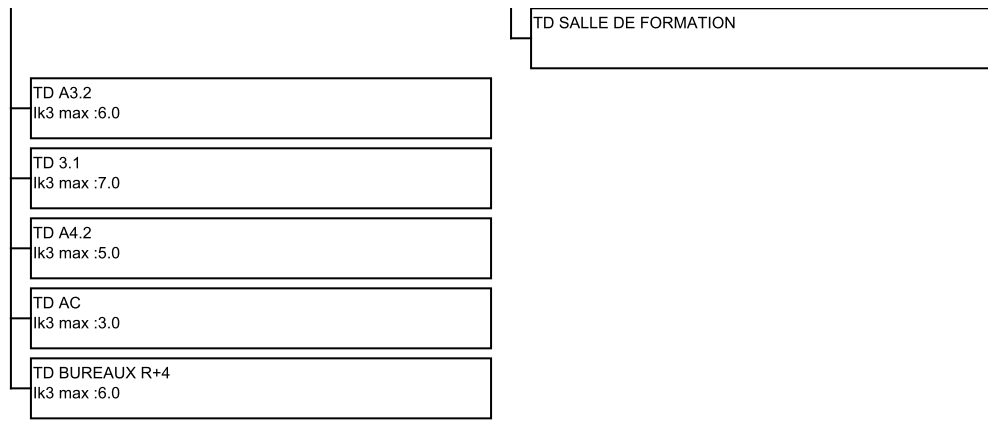 TD SALLE DE FORMATION
TD A3.2
Ik3 max :6.0
TD 3.1
Ik3 max :7.0
TD A4.2
Ik3 max :5.0
TD AC
Ik3 max :3.0
TD BUREAUX R+4
Ik3 max :6.0